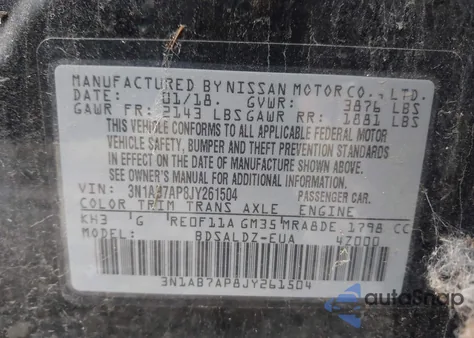 MANUFACTURED BY NISSAN MOTOR CO., LTD.
DATE: 01/18. GVWR: 3876 LBS
GAWR FR: 2143 LBS GAWR RR: 1881 LBS
THIS VEHICLE CONFORMS TO ALL APPLICABLE FEDERAL MOTOR
VEHICLE SAFETY, BUMPER AND THEFT PREVENTION STANDARDS
IN EFFECT ON THE DATE OF MANUFACTURE SHOWN ABOVE.
SEE OWNER'S MANUAL FOR ADDITIONAL INFORMATION.
VIN: 3N1AB7AP8JY261504 PASSENGER CAR.
COLOR TRIM TRANS AXLE ENGINE
KH3 G RE0F11A GM35 MRA8DE 1798 CC
MODEL: BDSALDZ-EUA 47000
3N1AB7AP8JY261504
autoSnap